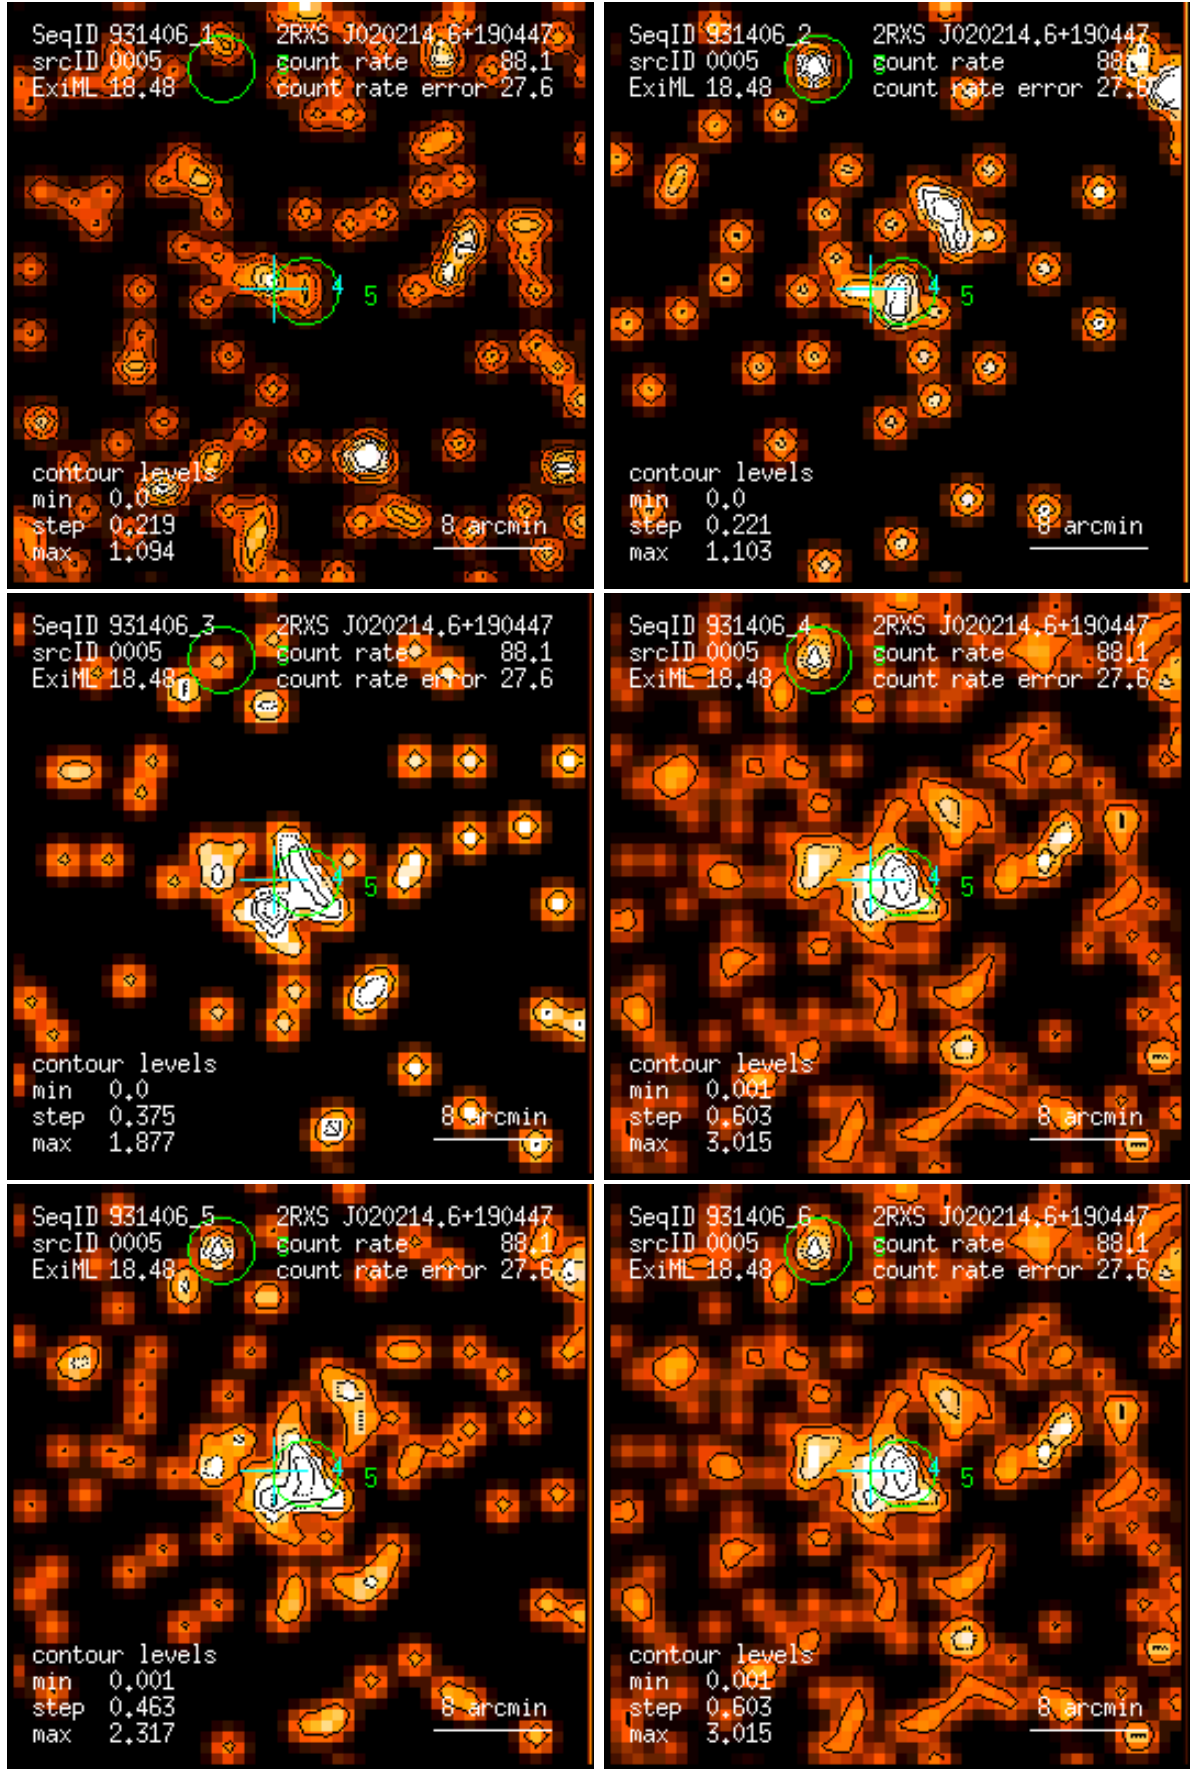 SeqID 931406_1 2RXS J020214.6+190447
srcID 0005 count rate 88.1
ExiML 18.48 count rate error 27.6
4
5
contour levels
min 0.0
step 0.219 8 arcmin
max 1.094
SeqID 931406_2 2RXS J020214.6+190447
srcID 0005 count rate 88.1
ExiML 18.48 count rate error 27.6
4
5
contour levels
min 0.0
step 0.221 8 arcmin
max 1.103
SeqID 931406_3 2RXS J020214.6+190447
srcID 0005 count rate 88.1
ExiML 18.48 count rate error 27.6
4
5
contour levels
min 0.0
step 0.375 8 arcmin
max 1.877
SeqID 931406_4 2RXS J020214.6+190447
srcID 0005 count rate 88.1
ExiML 18.48 count rate error 27.6
4
5
contour levels
min 0.001
step 0.603 8 arcmin
max 3.015
SeqID 931406_5 2RXS J020214.6+190447
srcID 0005 count rate 88.1
ExiML 18.48 count rate error 27.6
4
5
contour levels
min 0.001
step 0.463 8 arcmin
max 2.317
SeqID 931406_6 2RXS J020214.6+190447
srcID 0005 count rate 88.1
ExiML 18.48 count rate error 27.6
4
5
contour levels
min 0.001
step 0.603 8 arcmin
max 3.015